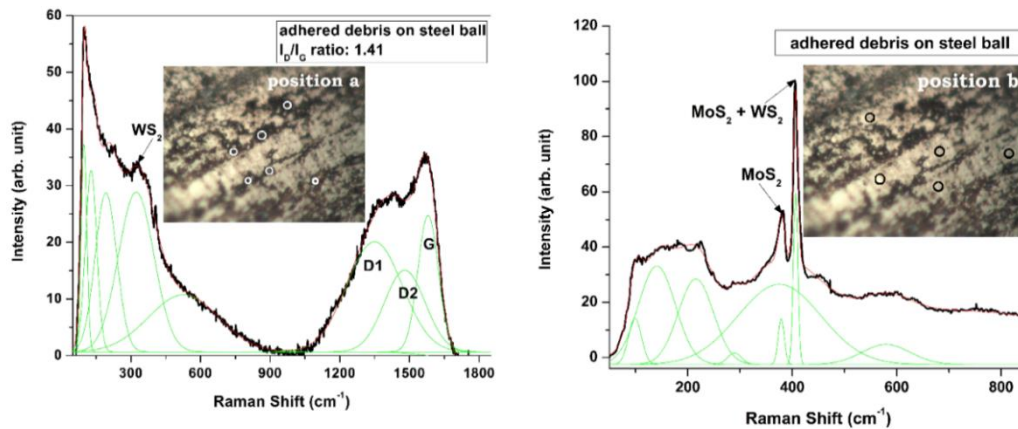 adhered debris on steel ball
I_D/I_G ratio: 1.41
position a
WS₂
D1
D2
G
60
50
40
30
20
10
0
300 600 900 1200 1500 1800
Raman Shift (cm⁻¹)
Intensity (arb. unit)
adhered debris on steel ball
position b
MoS₂ + WS₂
MoS₂
120
100
80
60
40
20
0
200 400 600 800
Raman Shift (cm⁻¹)
Intensity (arb. unit)